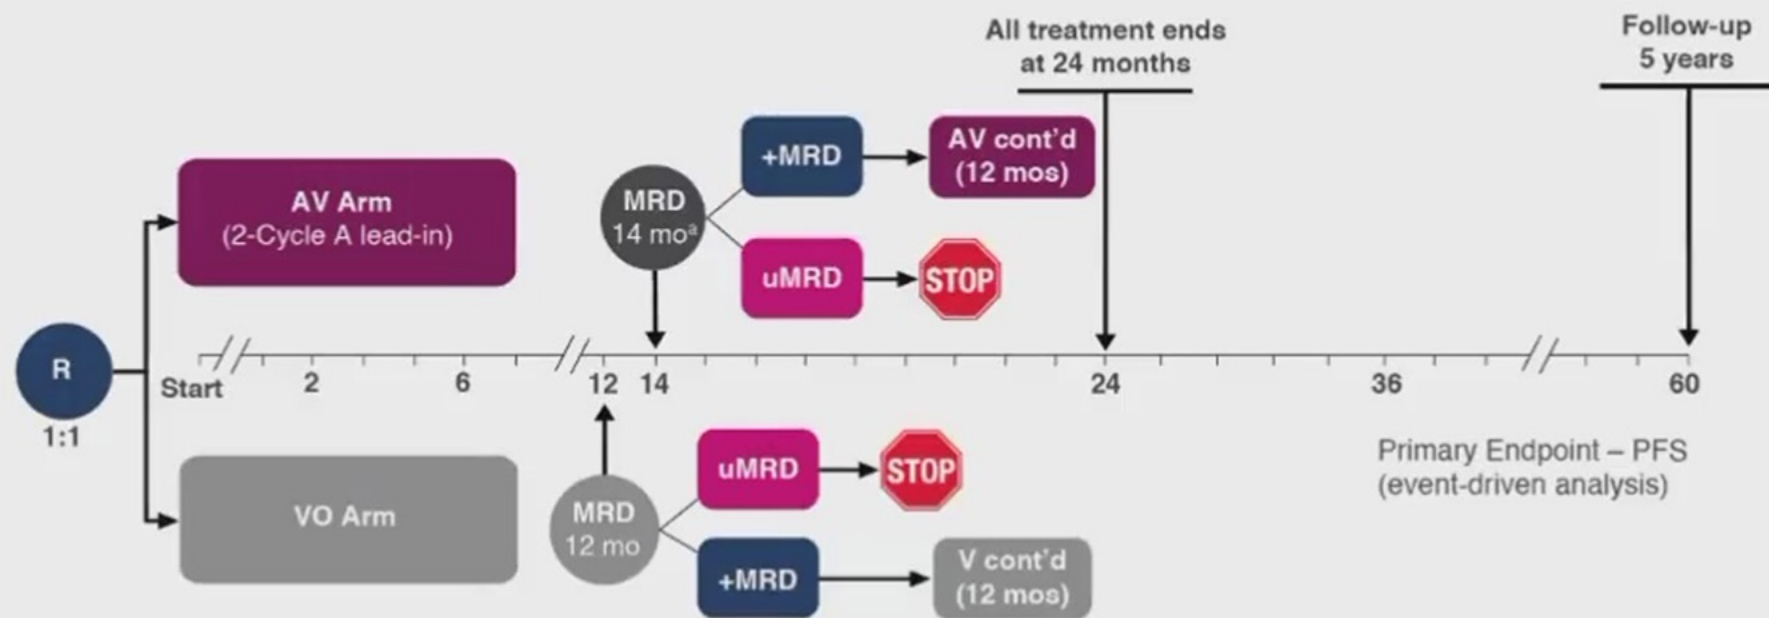 All treatment ends
at 24 months
Follow-up
5 years
AV Arm
(2-Cycle A lead-in)
MRD
14 moᵃ
+MRD
AV cont'd
(12 mos)
uMRD
STOP
R
1:1
Start
2
6
12
14
24
36
60
VO Arm
MRD
12 mo
uMRD
STOP
+MRD
V cont'd
(12 mos)
Primary Endpoint – PFS
(event-driven analysis)